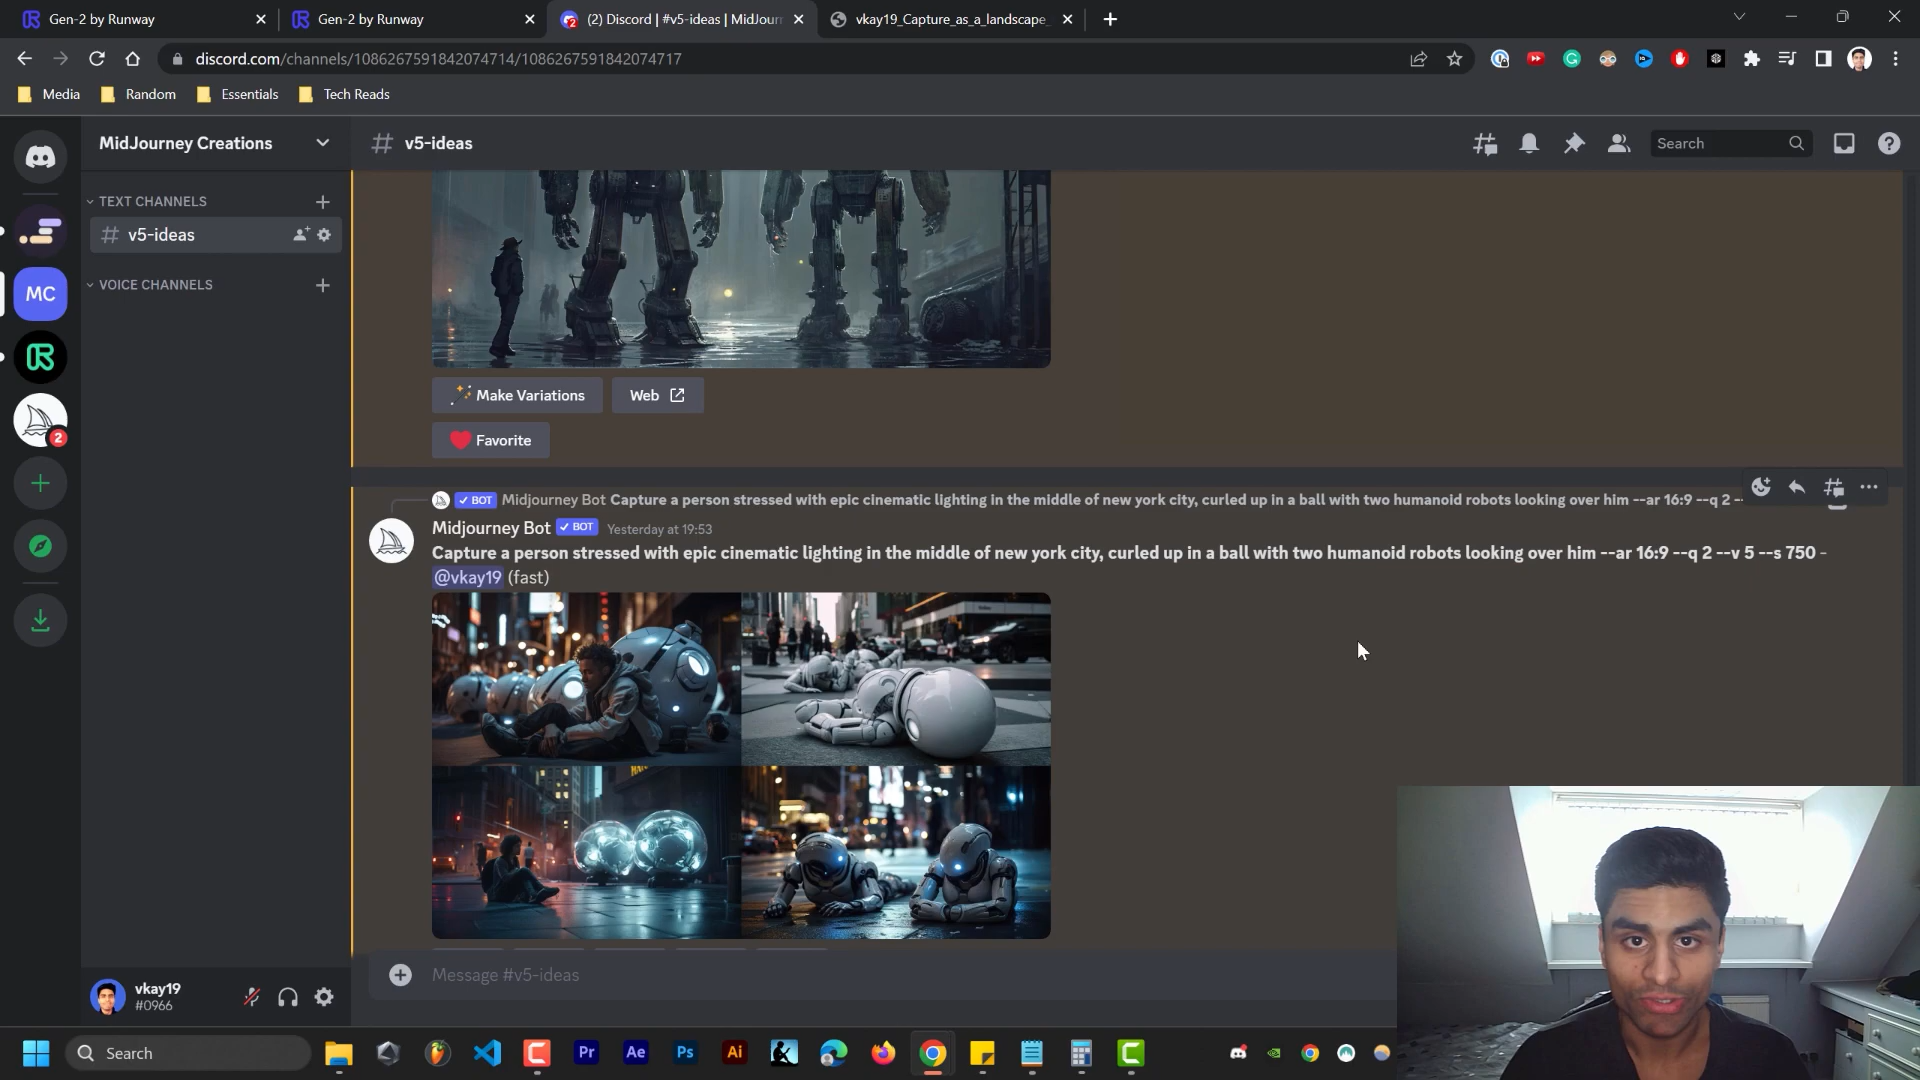 Gen-2 by Runway
Gen-2 by Runway
(2) Discord | #v5-ideas | MidJourn
vkay19_Capture_as_a_landscape_
discord.com/channels/1086267591842074714/1086267591842074717
Media
Random
Essentials
Tech Reads
MidJourney Creations
v5-ideas
Search
TEXT CHANNELS
v5-ideas
VOICE CHANNELS
MC
2
Make Variations
Web
Favorite
BOT Midjourney Bot Capture a person stressed with epic cinematic lighting in the middle of new york city, curled up in a ball with two humanoid robots looking over him --ar 16:9 --q 2 --
Midjourney Bot BOT Yesterday at 19:53
Capture a person stressed with epic cinematic lighting in the middle of new york city, curled up in a ball with two humanoid robots looking over him --ar 16:9 --q 2 --v 5 --s 750 -
@vkay19 (fast)
Message #v5-ideas
vkay19
#0966
Search
Pr
Ae
Ps
Ai